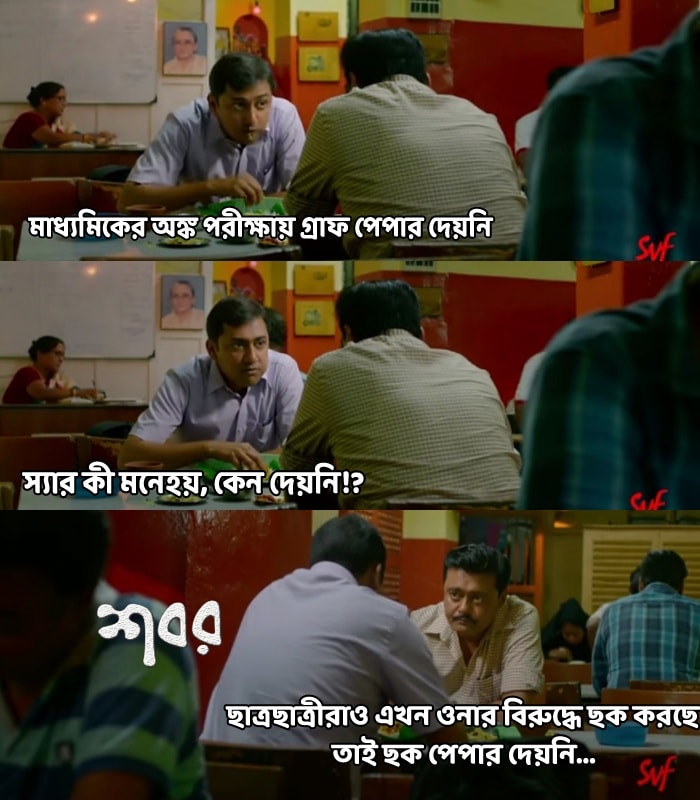 মাধ্যমিকের অঙ্ক পরীক্ষায় গ্রাফ পেপার দেয়নি
svf
স্যার কী মনেহয়, কেন দেয়নি!?
svf
শবর
ছাত্রছাত্রীরাও এখন ওনার বিরুদ্ধে ছক করছে
তাই ছক পেপার দেয়নি...
svf